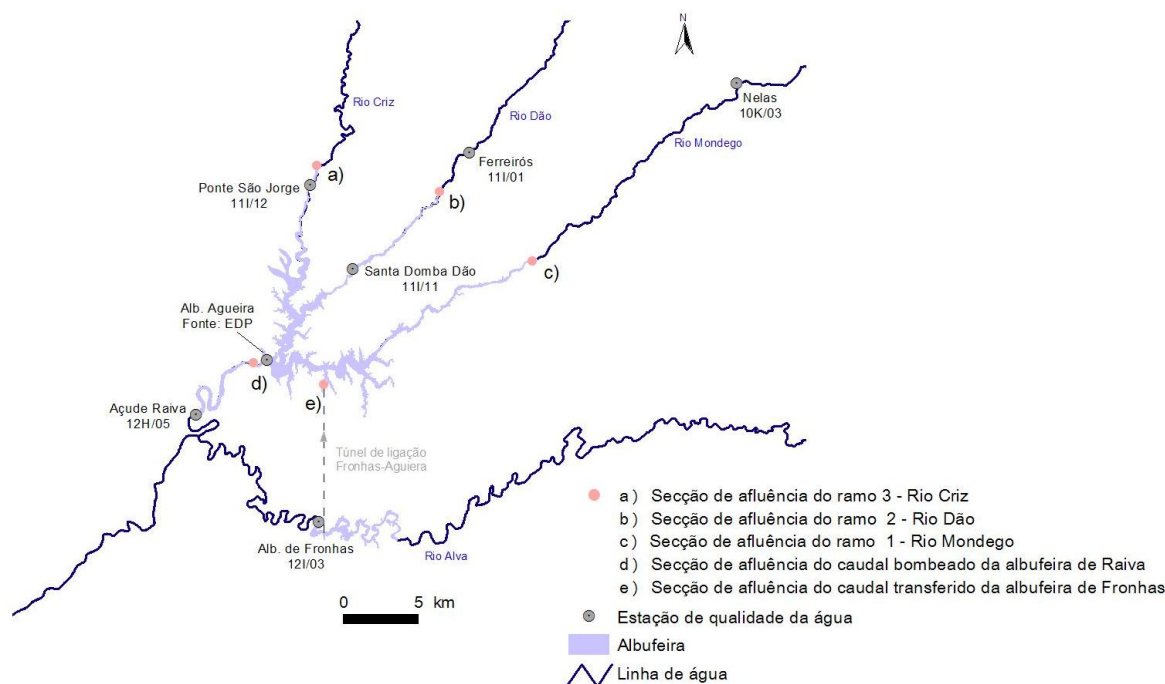 N
Nelas
10K/03
Rio Criz
Rio Dão
Rio Mondego
Ferreirós
11I/01
a)
Ponte São Jorge
11I/12
b)
c)
Santa Domba Dão
11I/11
Alb. Agueira
Fonte: EDP
d)
e)
Açude Raiva
12H/05
Túnel de ligação
Fronhas-Aguiera
Alb. de Fronhas
12I/03
Rio Alva
0 5 km
a) Secção de afluência do ramo 3 - Rio Criz
b) Secção de afluência do ramo 2 - Rio Dão
c) Secção de afluência do ramo 1 - Rio Mondego
d) Secção de afluência do caudal bombeado da albufeira de Raiva
e) Secção de afluência do caudal transferido da albufeira de Fronhas
Estação de qualidade da água
Albufeira
Linha de água